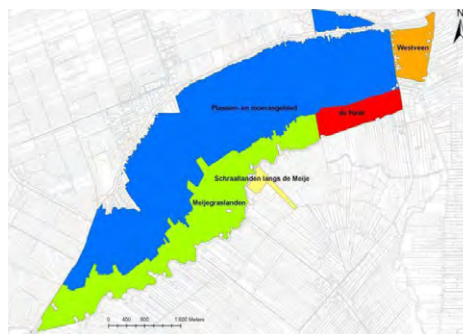 N
Westveen
Plassen- en moerasgebied
de Haak
Schraallanden langs de Meije
Meijegraslanden
0 400 800 1.600 Meters